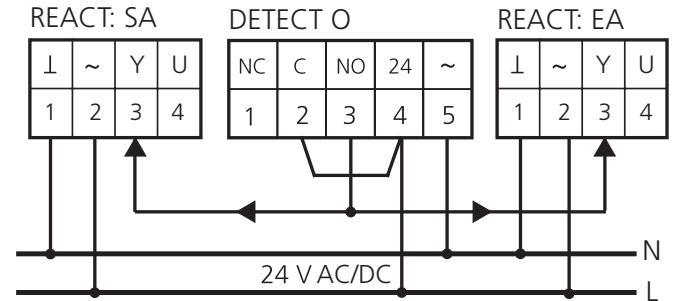 REACT: SA DETECT O REACT: EA
⊥ ~ Y U NC C NO 24 ~ ⊥ ~ Y U
1 2 3 4 1 2 3 4 5 1 2 3 4
N
24 V AC/DC
L